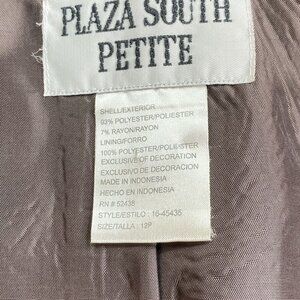 PLAZA SOUTH
PETITE
SHELL/EXTERIOR
93% POLYESTER/POLIESTER
7% RAYON/RAYON
LINING/FORRO
100% POLYESTER/POLIESTER
EXCLUSIVE OF DECORATION
EXCLUSIVO DE DECORACION
MADE IN INDONESIA
HECHO EN INDONESIA
RN # 52438
STYLE/ESTILO : 16-45435
SIZE/TALLA : 12P